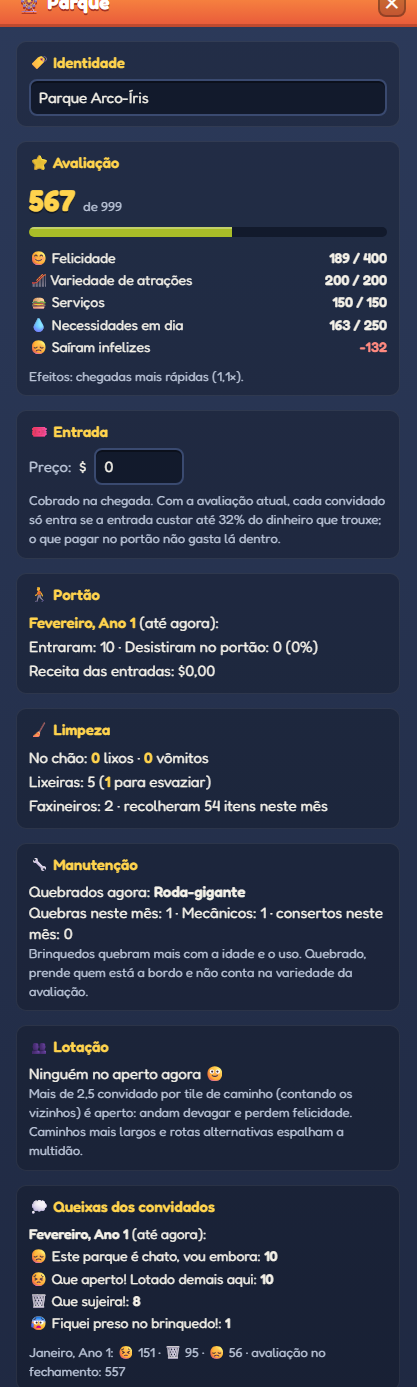 Parque
Identidade
Parque Arco-Íris
Avaliação
567 de 999
Felicidade 189 / 400
Variedade de atrações 200 / 200
Serviços 150 / 150
Necessidades em dia 163 / 250
Saíram infelizes -132
Efeitos: chegadas mais rápidas (1,1×).
Entrada
Preço: $ 0
Cobrado na chegada. Com a avaliação atual, cada convidado
só entra se a entrada custar até 32% do dinheiro que trouxe;
o que pagar no portão não gasta lá dentro.
Portão
Fevereiro, Ano 1 (até agora):
Entraram: 10 · Desistiram no portão: 0 (0%)
Receita das entradas: $0,00
Limpeza
No chão: 0 lixos · 0 vômitos
Lixeiras: 5 (1 para esvaziar)
Faxineiros: 2 · recolheram 54 itens neste mês
Manutenção
Quebrados agora: Roda-gigante
Quebras neste mês: 1 · Mecânicos: 1 · consertos neste
mês: 0
Brinquedos quebram mais com a idade e o uso. Quebrado,
prende quem está a bordo e não conta na variedade da
avaliação.
Lotação
Ninguém no aperto agora
Mais de 2,5 convidado por tile de caminho (contando os
vizinhos) é aperto: andam devagar e perdem felicidade.
Caminhos mais largos e rotas alternativas espalham a
multidão.
Queixas dos convidados
Fevereiro, Ano 1 (até agora):
Este parque é chato, vou embora: 10
Que aperto! Lotado demais aqui: 10
Que sujeira!: 8
Fiquei preso no brinquedo!: 1
Janeiro, Ano 1: 151 · 95 · 56 · avaliação no
fechamento: 557